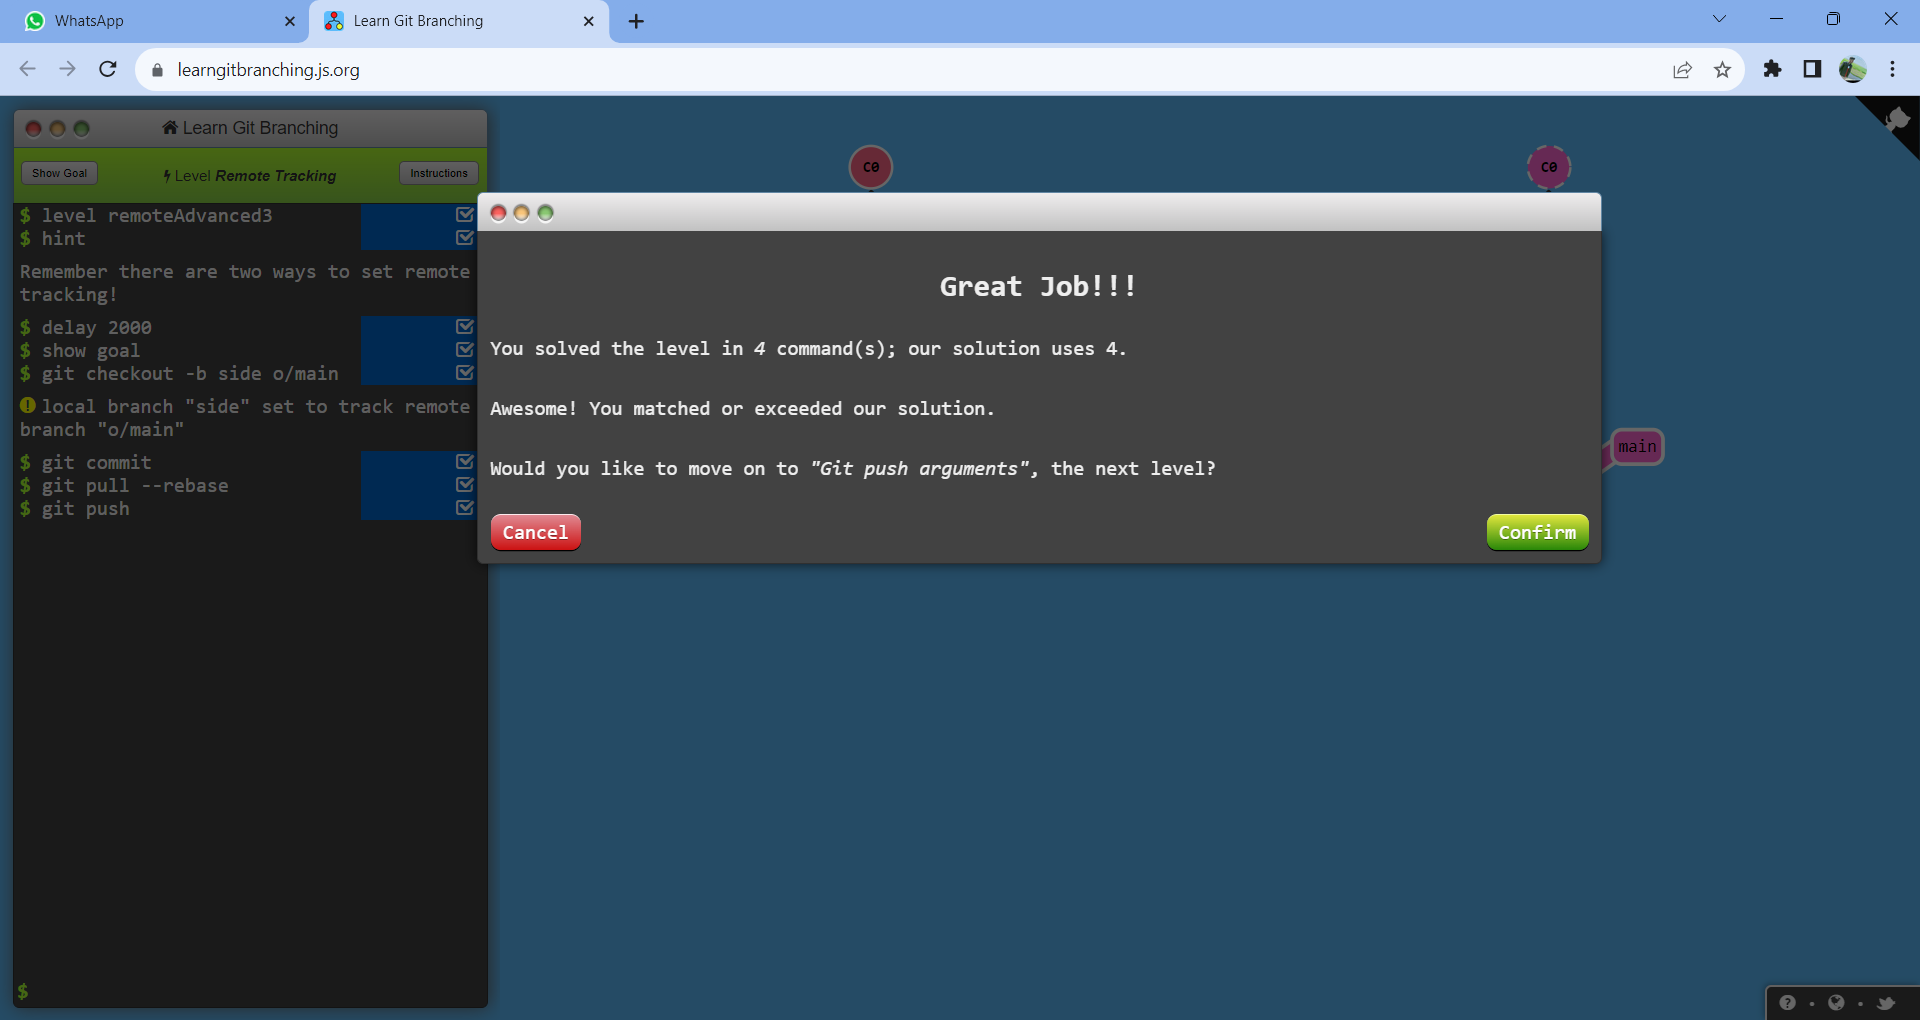 WhatsApp
Learn Git Branching
learngitbranching.js.org
Learn Git Branching
Show Goal
Level Remote Tracking
Instructions
$ level remoteAdvanced3
$ hint
Remember there are two ways to set remote
tracking!
$ delay 2000
$ show goal
$ git checkout -b side o/main
local branch "side" set to track remote
branch "o/main"
$ git commit
$ git pull --rebase
$ git push
$
C0
C0
Great Job!!!
You solved the level in 4 command(s); our solution uses 4.
Awesome! You matched or exceeded our solution.
Would you like to move on to "Git push arguments", the next level?
Cancel
Confirm
main